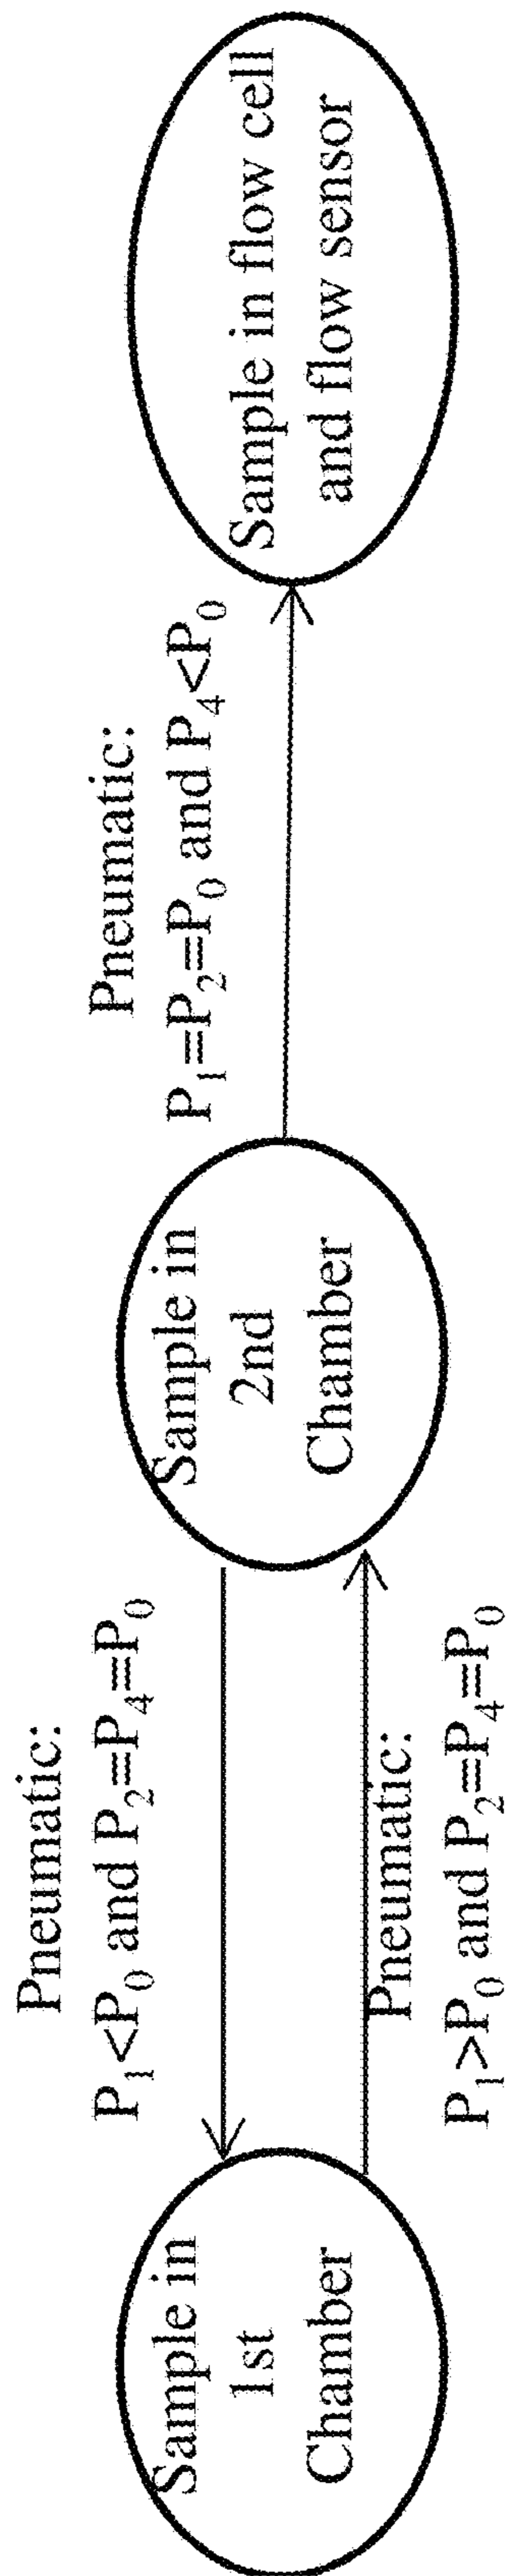 Sample in
1st
Chamber
Pneumatic:
P₁<P₀ and P₂=P₄=P₀
Pneumatic:
P₁>P₀ and P₂=P₄=P₀
Sample in
2nd
Chamber
Pneumatic:
P₁=P₂=P₀ and P₄<P₀
Sample in flow cell
and flow sensor